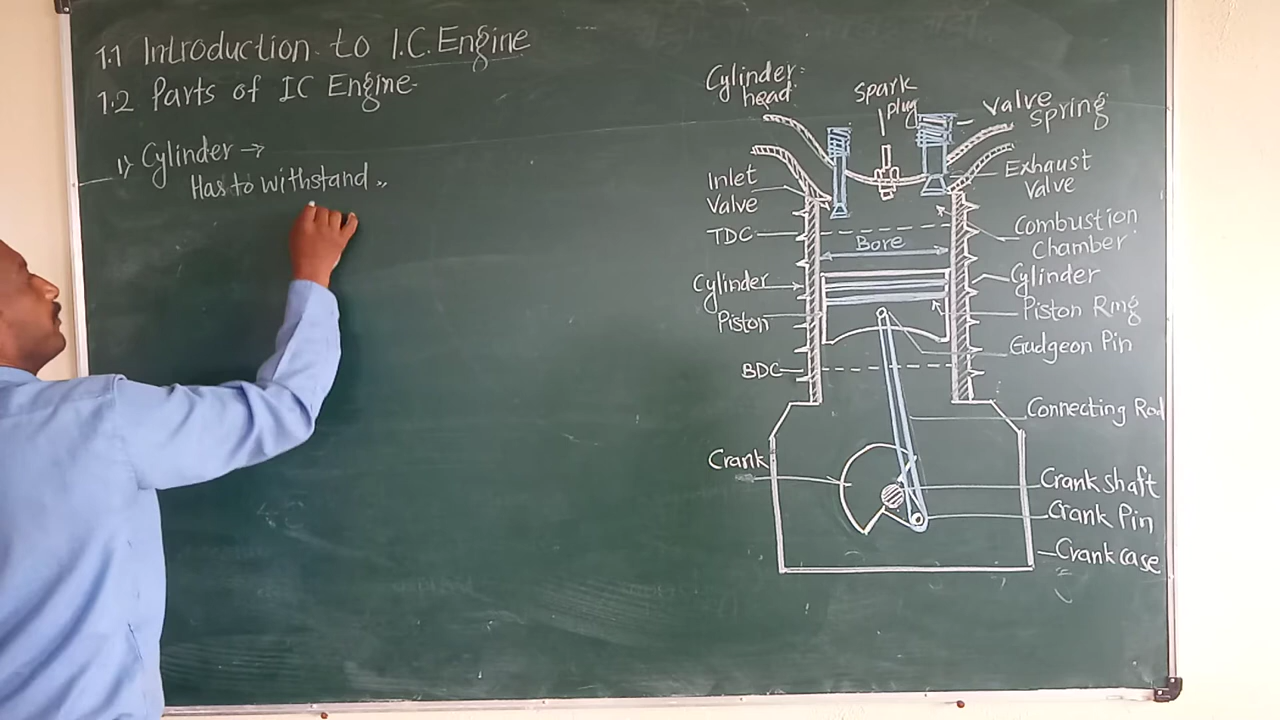 1.1 Introduction to I.C. Engine
1.2 Parts of IC Engine
1) Cylinder →
Has to withstand
Cylinder
head
Spark
plug
Valve
Spring
Inlet
Valve
Exhaust
Valve
TDC
Bore
Combustion
Chamber
Cylinder
Cylinder
Piston
Piston Ring
Gudgeon Pin
BDC
Connecting Rod
Crank
Crank shaft
Crank Pin
Crank case